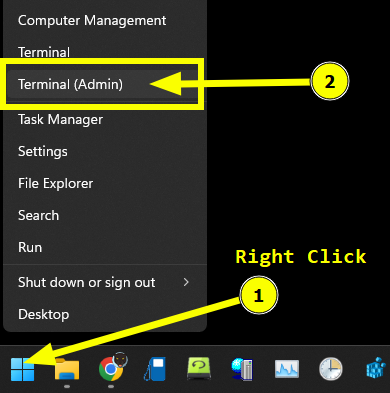 Computer Management
Terminal
Terminal (Admin)
2
Task Manager
Settings
File Explorer
Search
Run
Right Click
Shut down or sign out
1
Desktop